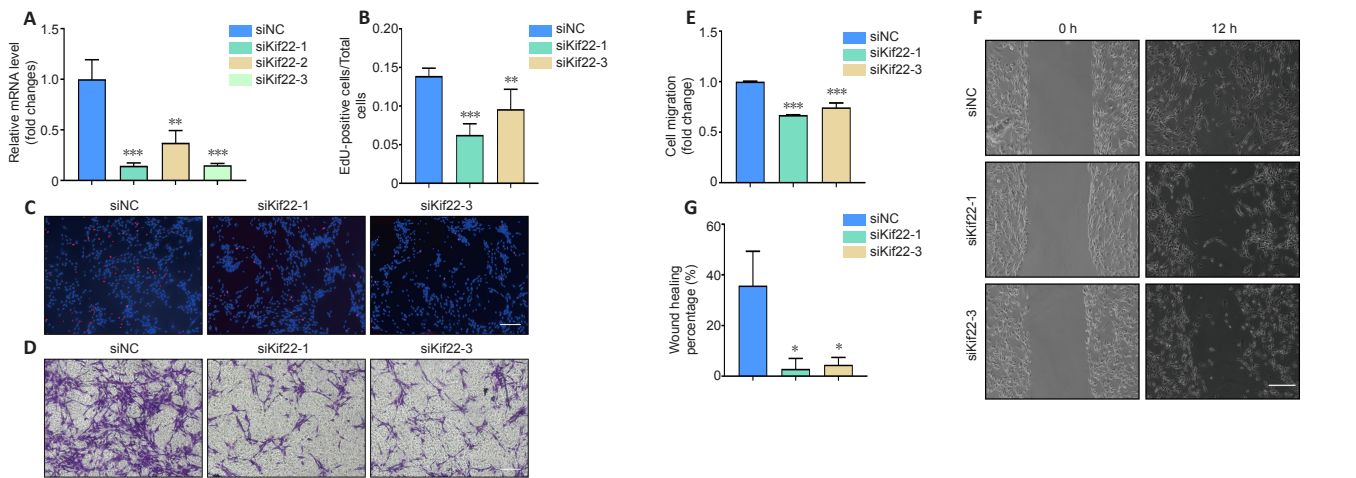 A
Relative mRNA level
(fold changes)
1.5
1.0
0.5
0
***
**
***
siNC
siKif22-1
siKif22-2
siKif22-3
B
EdU-positive cells/Total
cells
0.20
0.15
0.10
0.05
0
***
**
siNC
siKif22-1
siKif22-3
C
siNC
siKif22-1
siKif22-3
D
siNC
siKif22-1
siKif22-3
E
Cell migration
(fold change)
1.5
1.0
0.5
0
***
***
siNC
siKif22-1
siKif22-3
G
Wound healing
percentage (%)
60
40
20
0
*
*
siNC
siKif22-1
siKif22-3
F
0 h
12 h
siNC
siKif22-1
siKif22-3